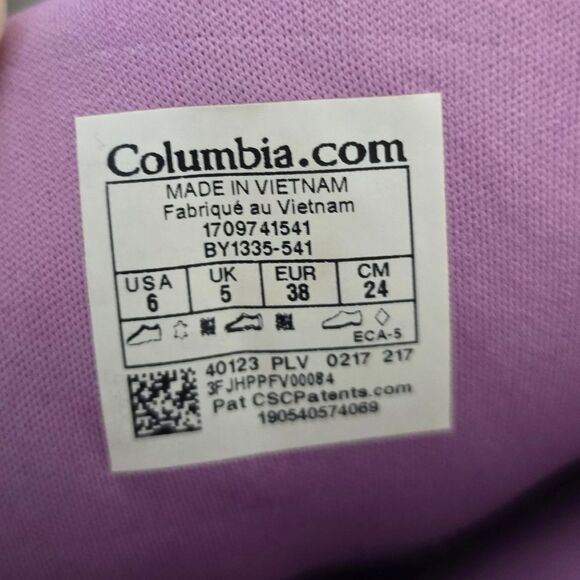 Columbia.com
MADE IN VIETNAM
Fabriqué au Vietnam
1709741541
BY1335-541
USA UK EUR CM
6 5 38 24
ECA-5
40123 PLV 0217 217
3FJHPPFV00084
Pat CSCPatents.com
190540574069